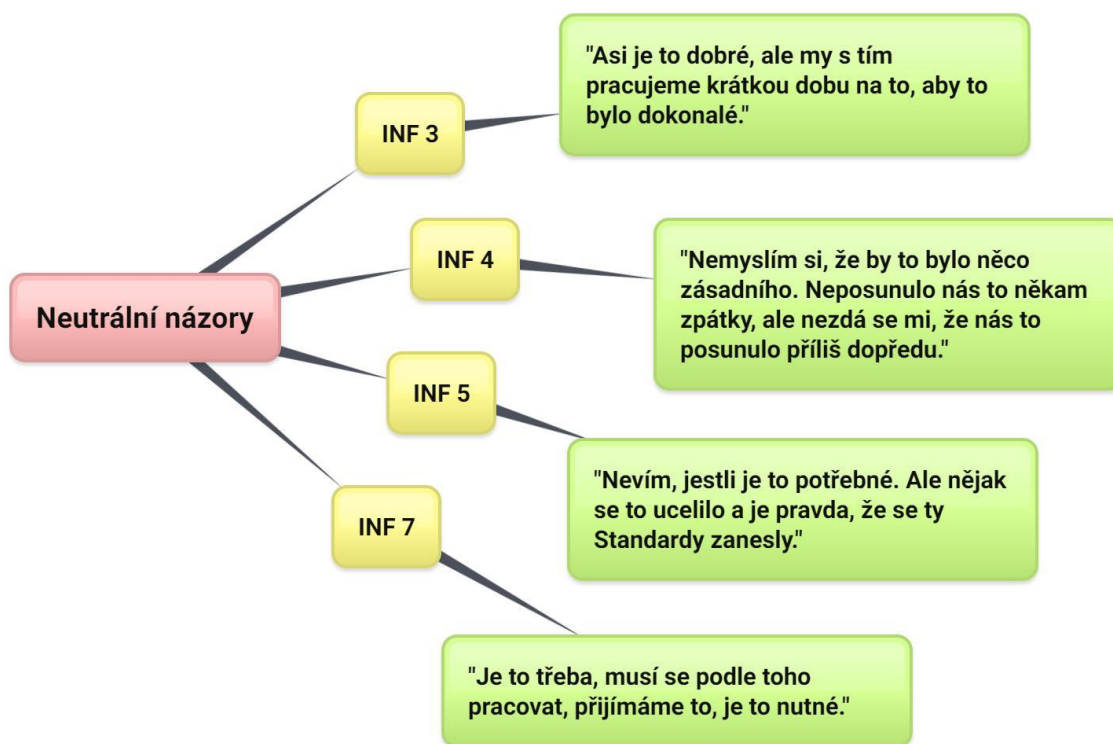 Neutrální názory
INF 3
"Asi je to dobré, ale my s tím
pracujeme krátkou dobu na to, aby to
bylo dokonalé."
INF 4
"Nemyslím si, že by to bylo něco
zásadního. Neposunulo nás to někam
zpátky, ale nezdá se mi, že nás to
posunulo příliš dopředu."
INF 5
"Nevím, jestli je to potřebné. Ale nějak
se to ucelilo a je pravda, že se ty
Standardy zanesly."
INF 7
"Je to třeba, musí se podle toho
pracovat, přijímáme to, je to nutné."